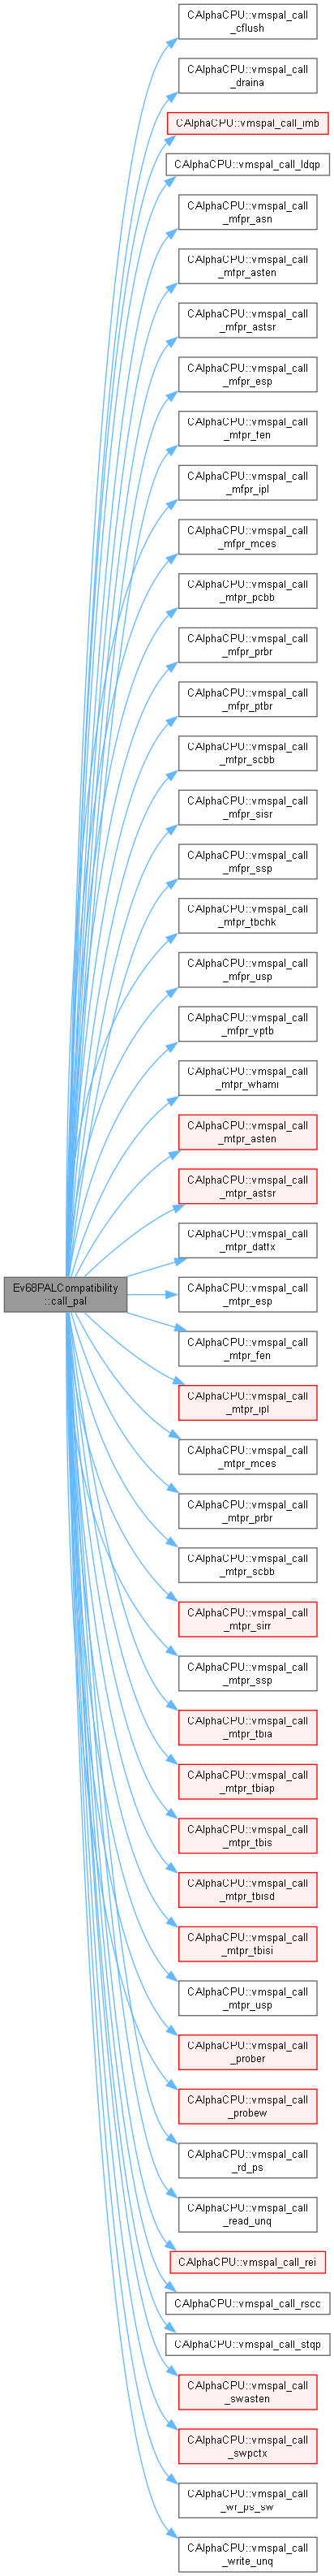 CAlphaCPU::vmspal_call
_cflush
CAlphaCPU::vmspal_call
_draina
CAlphaCPU::vmspal_call_imb
CAlphaCPU::vmspal_call_ldqp
CAlphaCPU::vmspal_call
_mfpr_asn
CAlphaCPU::vmspal_call
_mfpr_asten
CAlphaCPU::vmspal_call
_mfpr_astsr
CAlphaCPU::vmspal_call
_mfpr_esp
CAlphaCPU::vmspal_call
_mfpr_fen
CAlphaCPU::vmspal_call
_mfpr_ipl
CAlphaCPU::vmspal_call
_mfpr_mces
CAlphaCPU::vmspal_call
_mfpr_pcbb
CAlphaCPU::vmspal_call
_mfpr_prbr
CAlphaCPU::vmspal_call
_mfpr_ptbr
CAlphaCPU::vmspal_call
_mfpr_scbb
CAlphaCPU::vmspal_call
_mfpr_sisr
CAlphaCPU::vmspal_call
_mfpr_ssp
CAlphaCPU::vmspal_call
_mfpr_tbchk
CAlphaCPU::vmspal_call
_mfpr_usp
CAlphaCPU::vmspal_call
_mfpr_vptb
CAlphaCPU::vmspal_call
_mfpr_whami
CAlphaCPU::vmspal_call
_mtpr_asten
CAlphaCPU::vmspal_call
_mtpr_astsr
CAlphaCPU::vmspal_call
_mtpr_datfx
Ev68PALCompatibility
::call_pal
CAlphaCPU::vmspal_call
_mtpr_esp
CAlphaCPU::vmspal_call
_mtpr_fen
CAlphaCPU::vmspal_call
_mtpr_ipl
CAlphaCPU::vmspal_call
_mtpr_mces
CAlphaCPU::vmspal_call
_mtpr_prbr
CAlphaCPU::vmspal_call
_mtpr_scbb
CAlphaCPU::vmspal_call
_mtpr_sirr
CAlphaCPU::vmspal_call
_mtpr_ssp
CAlphaCPU::vmspal_call
_mtpr_tbia
CAlphaCPU::vmspal_call
_mtpr_tbiap
CAlphaCPU::vmspal_call
_mtpr_tbis
CAlphaCPU::vmspal_call
_mtpr_tbisd
CAlphaCPU::vmspal_call
_mtpr_tbisi
CAlphaCPU::vmspal_call
_mtpr_usp
CAlphaCPU::vmspal_call
_prober
CAlphaCPU::vmspal_call
_probew
CAlphaCPU::vmspal_call
_rd_ps
CAlphaCPU::vmspal_call
_read_unq
CAlphaCPU::vmspal_call_rei
CAlphaCPU::vmspal_call_rscc
CAlphaCPU::vmspal_call_stqp
CAlphaCPU::vmspal_call
_swasten
CAlphaCPU::vmspal_call
_swpctx
CAlphaCPU::vmspal_call
_wr_ps_sw
CAlphaCPU::vmspal_call
_write_unq